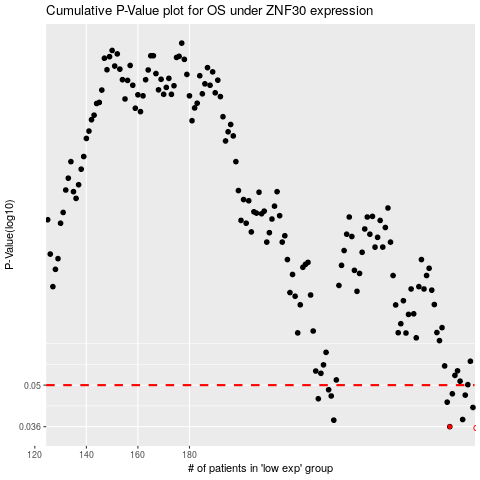 Cumulative P-Value plot for OS under ZNF30 expression
P-Value(log10)
0.05
0.036
120 140 160 180
# of patients in 'low exp' group